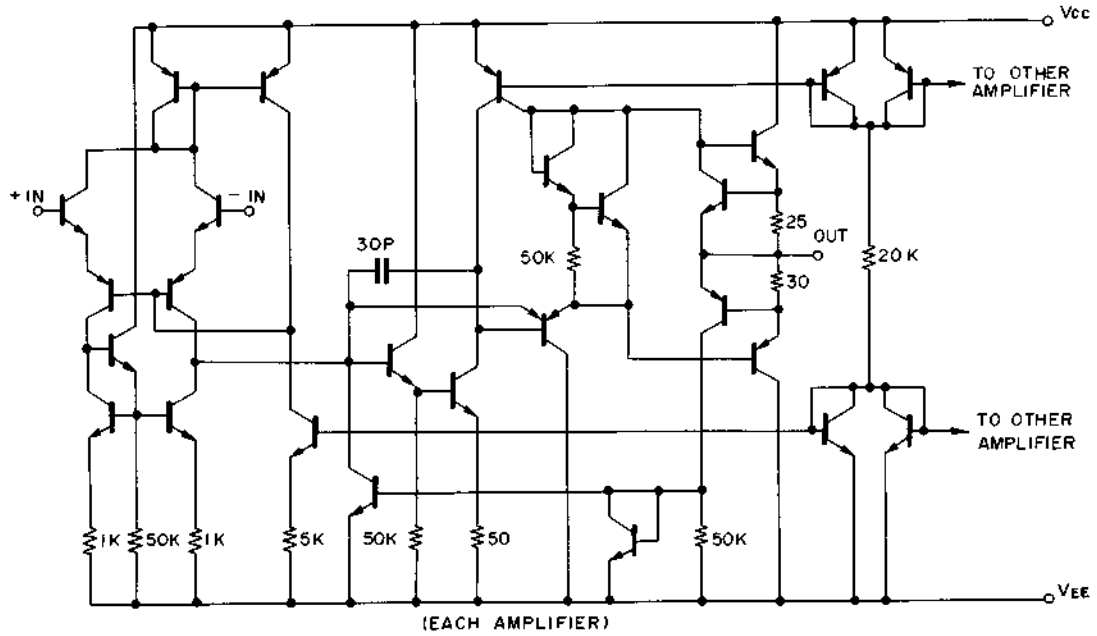 Vcc
TO OTHER
AMPLIFIER
+ IN
- IN
25
OUT
30P
50K
20 K
30
TO OTHER
AMPLIFIER
1K
50K
1K
5K
50K
50
50K
VEE
(EACH AMPLIFIER)